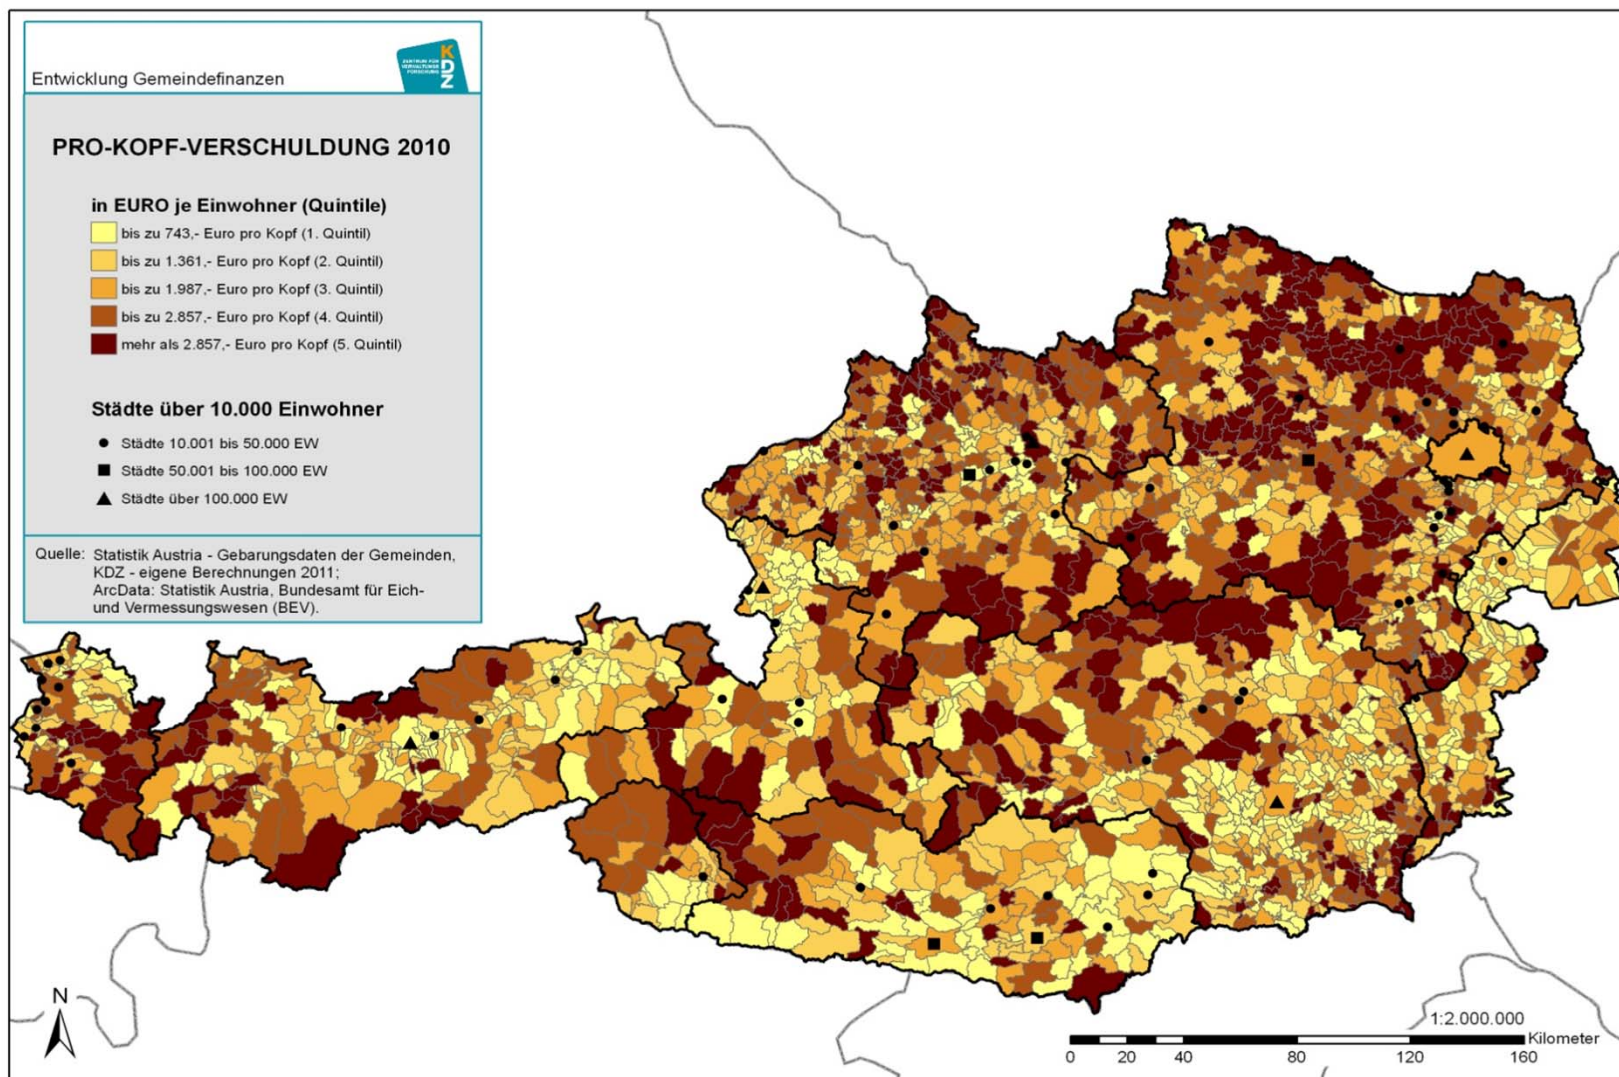 Entwicklung Gemeindefinanzen
ZENTRUM FÜR
VERWALTUNGS
FORSCHUNG
KDZ
PRO-KOPF-VERSCHULDUNG 2010
in EURO je Einwohner (Quintile)
bis zu 743,- Euro pro Kopf (1. Quintil)
bis zu 1.361,- Euro pro Kopf (2. Quintil)
bis zu 1.987,- Euro pro Kopf (3. Quintil)
bis zu 2.857,- Euro pro Kopf (4. Quintil)
mehr als 2.857,- Euro pro Kopf (5. Quintil)
Städte über 10.000 Einwohner
Städte 10.001 bis 50.000 EW
Städte 50.001 bis 100.000 EW
Städte über 100.000 EW
Quelle: Statistik Austria - Gebarungsdaten der Gemeinden,
KDZ - eigene Berechnungen 2011;
ArcData: Statistik Austria, Bundesamt für Eich-
und Vermessungswesen (BEV).
N
1:2.000.000
Kilometer
0 20 40 80 120 160